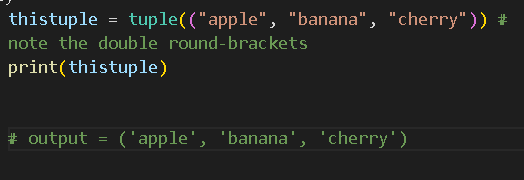 thistuple = tuple(("apple", "banana", "cherry")) #
note the double round-brackets
print(thistuple)
# output = ('apple', 'banana', 'cherry')